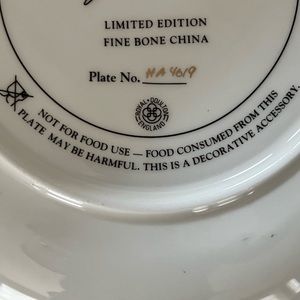 LIMITED EDITION
FINE BONE CHINA
Plate No. HA 4619
ROYAL DOULTON
ENGLAND
NOT FOR FOOD USE — FOOD CONSUMED FROM THIS
PLATE MAY BE HARMFUL. THIS IS A DECORATIVE ACCESSORY.